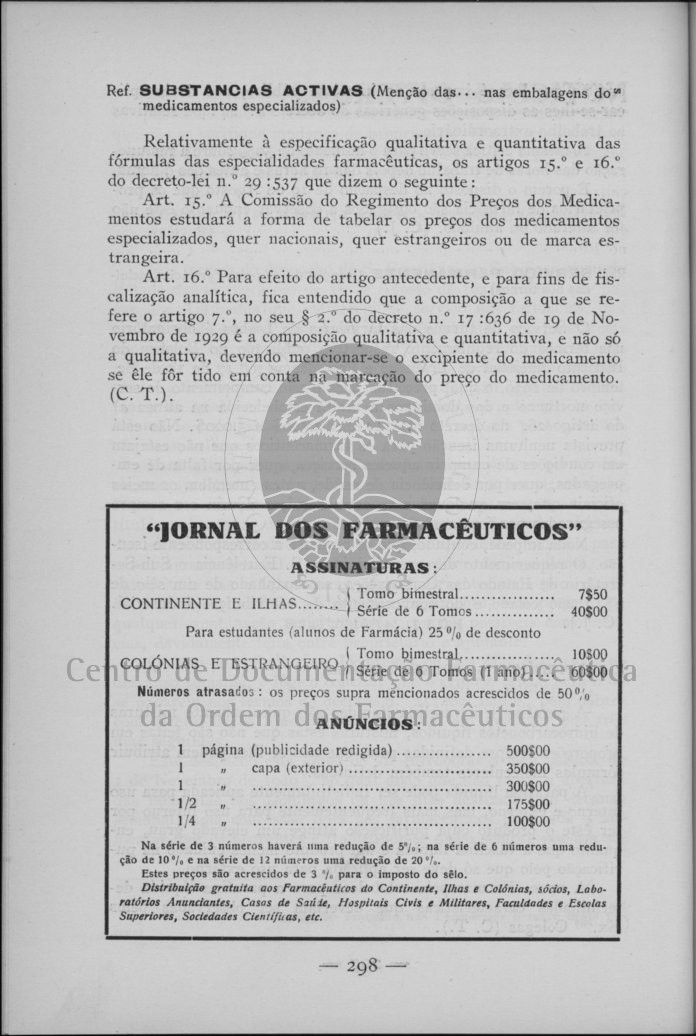 Ref. SUBSTANCIAS ACTIVAS (Menção das... nas embalagens dos
medicamentos especializados)
Relativamente à especificação qualitativa e quantitativa das
fórmulas das especialidades farmacêuticas, os artigos 15.º e 16.º
do decreto-lei n.º 29:537 que dizem o seguinte:
Art. 15.º A Comissão do Regimento dos Preços dos Medica-
mentos estudará a forma de tabelar os preços dos medicamentos
especializados, quer nacionais, quer estrangeiros ou de marca es-
trangeira.
Art. 16.º Para efeito do artigo antecedente, e para fins de fis-
calização analítica, fica entendido que a composição a que se re-
fere o artigo 7.º, no seu § 2.º do decreto n.º 17:636 de 19 de No-
vembro de 1929 é a composição qualitativa e quantitativa, e não só
a qualitativa, devendo mencionar-se o excipiente do medicamento
se êle fôr tido em conta na marcação do preço do medicamento.
(C. T.).
"JORNAL DOS FARMACÊUTICOS"
ASSINATURAS:
CONTINENTE E ILHAS........ { Tomo bimestral.................. 7$50
Série de 6 Tomos............... 40$00
Para estudantes (alunos de Farmácia) 25% de desconto
COLÓNIAS E ESTRANGEIRO { Tomo bimestral.................. 10$00
Série de 6 Tomos (1 ano)..... 60$00
Centro de Documentação Farmacêutica
Números atrasados: os preços supra mencionados acrescidos de 50%
da Ordem dos Farmacêuticos
ANÚNCIOS:
1 página (publicidade redigida).................. 500$00
1 " capa (exterior)........................... 350$00
1 " ............................................. 300$00
1/2 " ............................................. 175$00
1/4 " ............................................. 100$00
Na série de 3 números haverá uma redução de 5%; na série de 6 números uma redu-
ção de 10% e na série de 12 números uma redução de 20%.
Estes preços são acrescidos de 3% para o imposto do sêlo.
Distribuição gratuita aos Farmacêuticos do Continente, Ilhas e Colónias, sócios, Labo-
ratórios Anunciantes, Casas de Saúde, Hospitais Civis e Militares, Faculdades e Escolas
Superiores, Sociedades Científicas, etc.
— 298 —